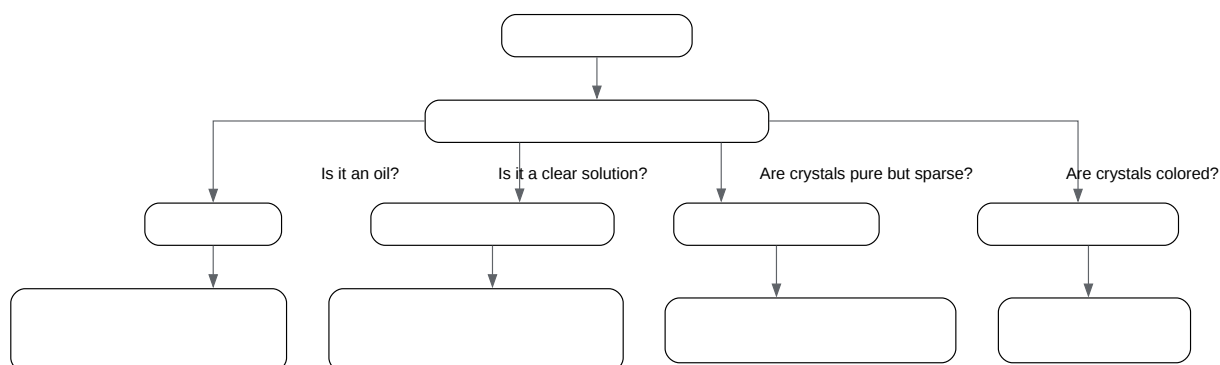 Is it an oil?
Is it a clear solution?
Are crystals pure but sparse?
Are crystals colored?